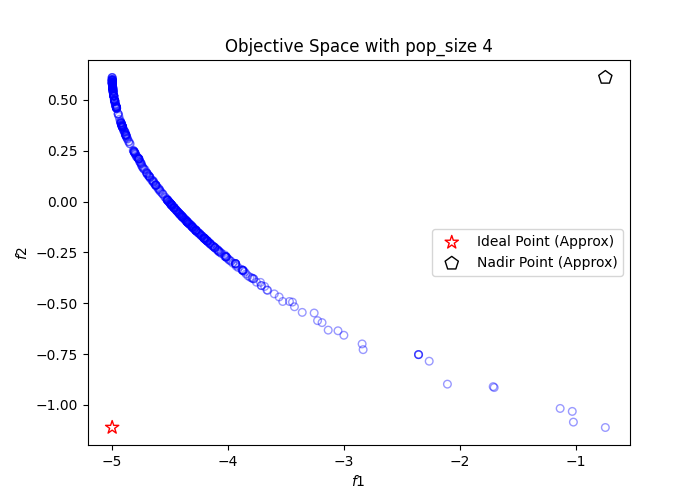 Objective Space with pop_size 4
0.50
0.25
0.00
−0.25
−0.50
−0.75
−1.00
f2
Ideal Point (Approx)
Nadir Point (Approx)
−5
−4
−3
−2
−1
f1